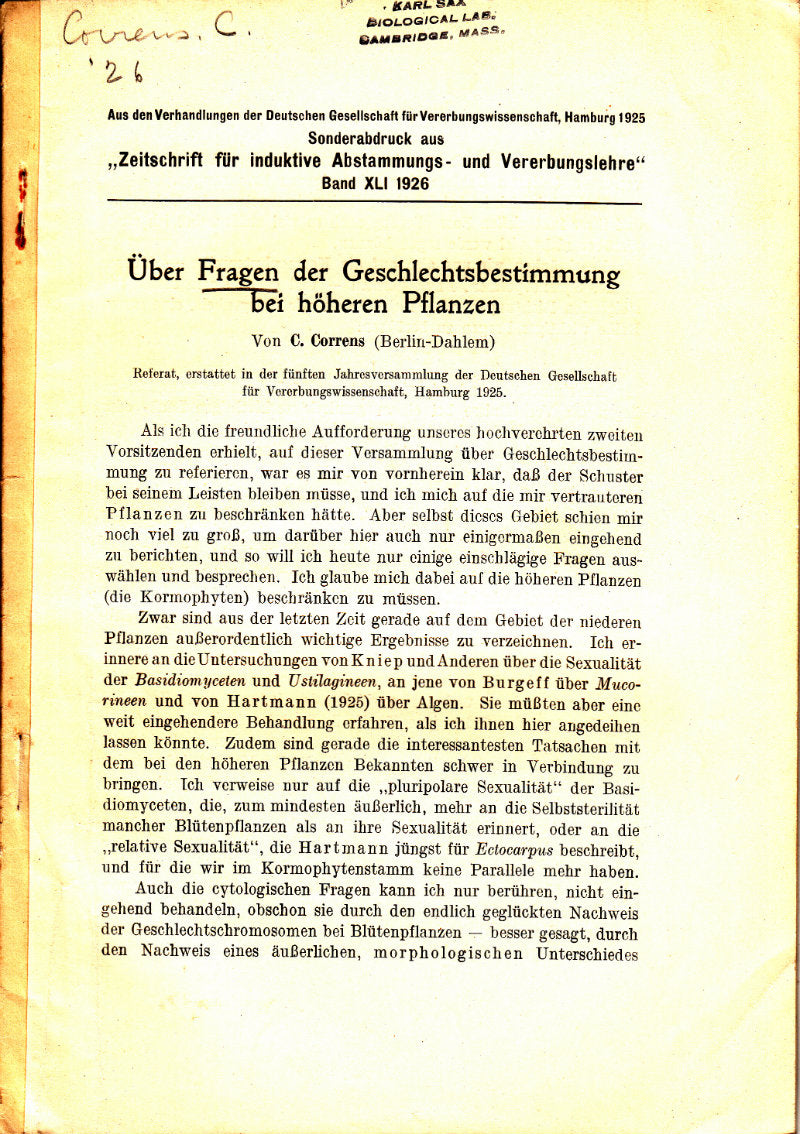 Correns, C.
'26
KARL SAX
BIOLOGICAL LAB.
CAMBRIDGE, MASS.
Aus den Verhandlungen der Deutschen Gesellschaft für Vererbungswissenschaft, Hamburg 1925
Sonderabdruck aus
„Zeitschrift für induktive Abstammungs- und Vererbungslehre“
Band XLI 1926
Über Fragen der Geschlechtsbestimmung
bei höheren Pflanzen
Von C. Correns (Berlin-Dahlem)
Referat, erstattet in der fünften Jahresversammlung der Deutschen Gesellschaft
für Vererbungswissenschaft, Hamburg 1925.
Als ich die freundliche Aufforderung unseres hochverehrten zweiten
Vorsitzenden erhielt, auf dieser Versammlung über Geschlechtsbestim-
mung zu referieren, war es mir von vornherein klar, daß der Schuster
bei seinem Leisten bleiben müsse, und ich mich auf die mir vertrauteren
Pflanzen zu beschränken hätte. Aber selbst dieses Gebiet schien mir
noch viel zu groß, um darüber hier auch nur einigermaßen eingehend
zu berichten, und so will ich heute nur einige einschlägige Fragen aus-
wählen und besprechen. Ich glaube mich dabei auf die höheren Pflanzen
(die Kormophyten) beschränken zu müssen.
Zwar sind aus der letzten Zeit gerade auf dem Gebiet der niederen
Pflanzen außerordentlich wichtige Ergebnisse zu verzeichnen. Ich er-
innere an die Untersuchungen von Kniep und Anderen über die Sexualität
der Basidiomyceten und Ustilagineen, an jene von Burgeff über Muco-
rineen und von Hartmann (1925) über Algen. Sie müßten aber eine
weit eingehendere Behandlung erfahren, als ich ihnen hier angedeihen
lassen könnte. Zudem sind gerade die interessantesten Tatsachen mit
dem bei den höheren Pflanzen Bekannten schwer in Verbindung zu
bringen. Ich verweise nur auf die „pluripolare Sexualität“ der Basi-
diomyceten, die, zum mindesten äußerlich, mehr an die Selbststerilität
mancher Blütenpflanzen als an ihre Sexualität erinnert, oder an die
„relative Sexualität“, die Hartmann jüngst für Ectocarpus beschreibt,
und für die wir im Kormophytenstamm keine Parallele mehr haben.
Auch die cytologischen Fragen kann ich nur berühren, nicht ein-
gehend behandeln, obschon sie durch den endlich geglückten Nachweis
der Geschlechtschromosomen bei Blütenpflanzen — besser gesagt, durch
den Nachweis eines äußerlichen, morphologischen Unterschiedes